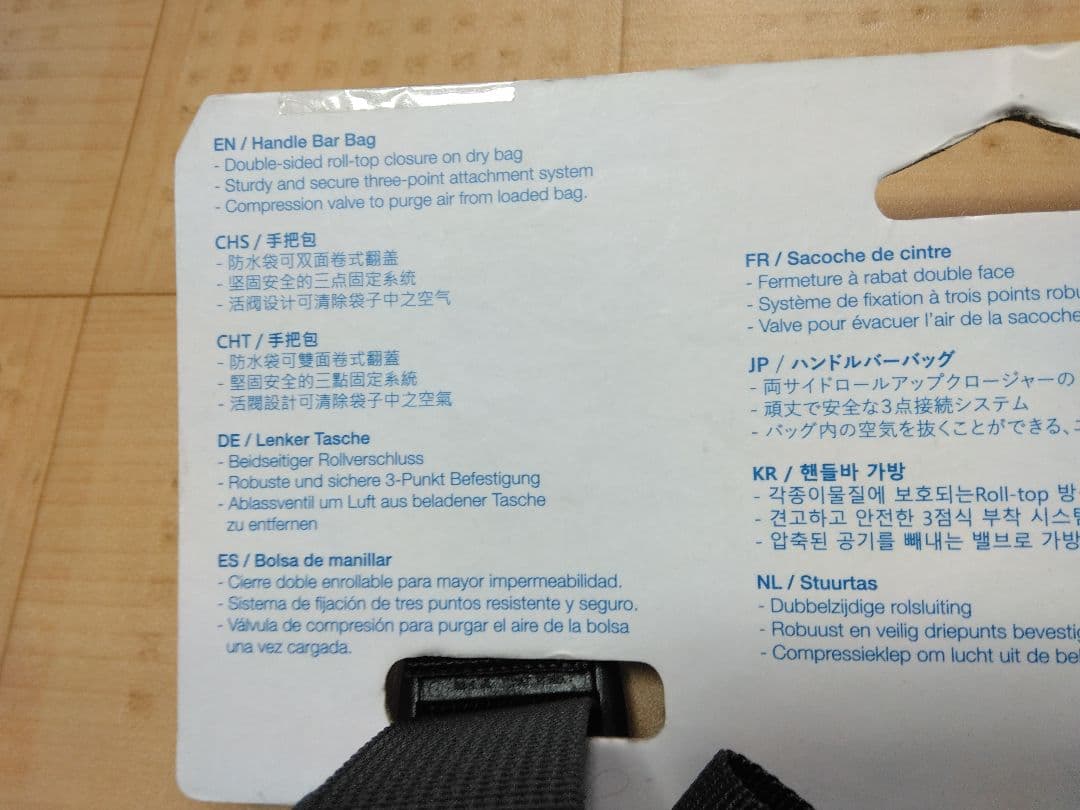 EN / Handle Bar Bag
- Double-sided roll-top closure on dry bag
- Sturdy and secure three-point attachment system
- Compression valve to purge air from loaded bag.
CHS / 手把包
- 防水袋可双面卷式翻盖
- 坚固安全的三点固定系统
- 活阀设计可清除袋子中之空气
CHT / 手把包
- 防水袋可雙面卷式翻蓋
- 堅固安全的三點固定系統
- 活閥設計可清除袋子中之空氣
DE / Lenker Tasche
- Beidseitiger Rollverschluss
- Robuste und sichere 3-Punkt Befestigung
- Ablassventil um Luft aus beladener Tasche
zu entfernen
ES / Bolsa de manillar
- Cierre doble enrollable para mayor impermeabilidad.
- Sistema de fijación de tres puntos resistente y seguro.
- Válvula de compresión para purgar el aire de la bolsa
una vez cargada.
FR / Sacoche de cintre
- Fermeture à rabat double face
- Système de fixation à trois points robu
- Valve pour évacuer l'air de la sacoche
JP / ハンドルバーバッグ
- 両サイドロールアップクロージャーの
- 頑丈で安全な3点接続システム
- バッグ内の空気を抜くことができる、
KR / 핸들바 가방
- 각종이물질에 보호되는Roll-top 방
- 견고하고 안전한 3점식 부착 시스템
- 압축된 공기를 빼내는 밸브로 가방
NL / Stuurtas
- Dubbelzijdige rolsluiting
- Robuust en veilig driepunts bevestig
- Compressieklep om lucht uit de bel